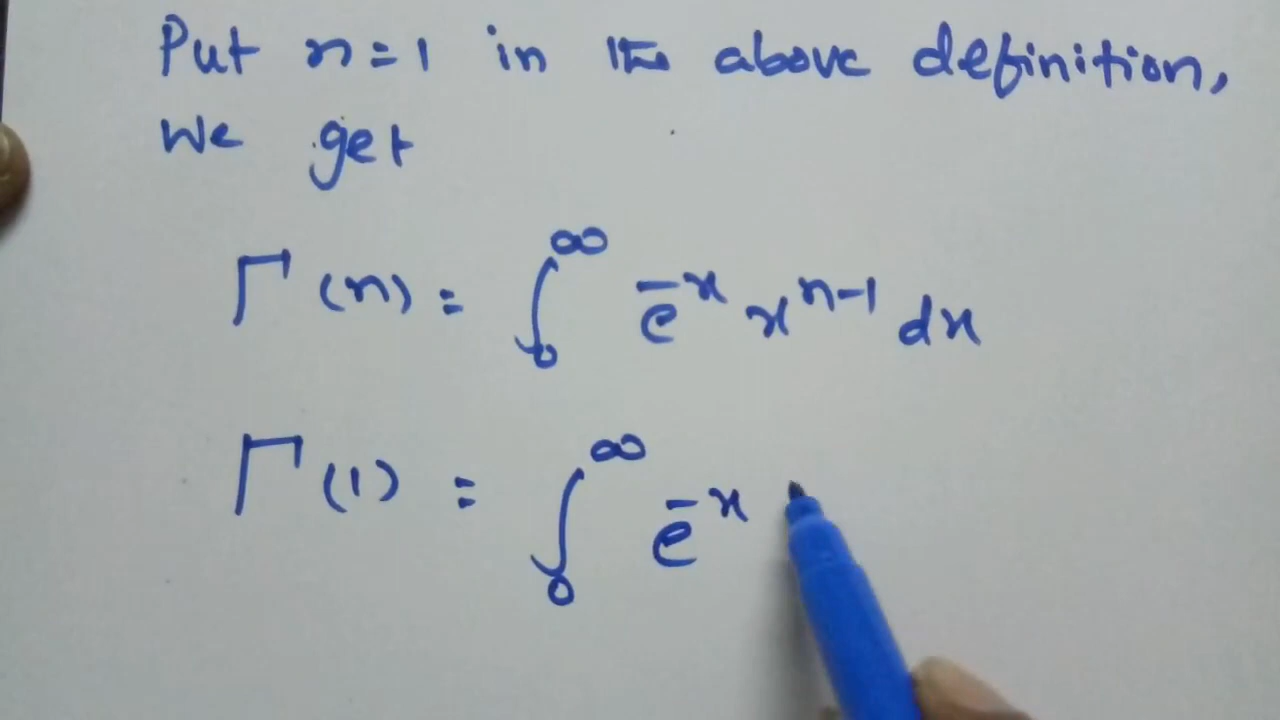 Put n=1 in the above definition,
We get
Γ(n) = ∫₀^∞ e^-x x^n-1 dx
Γ(1) = ∫₀^∞ e^-x